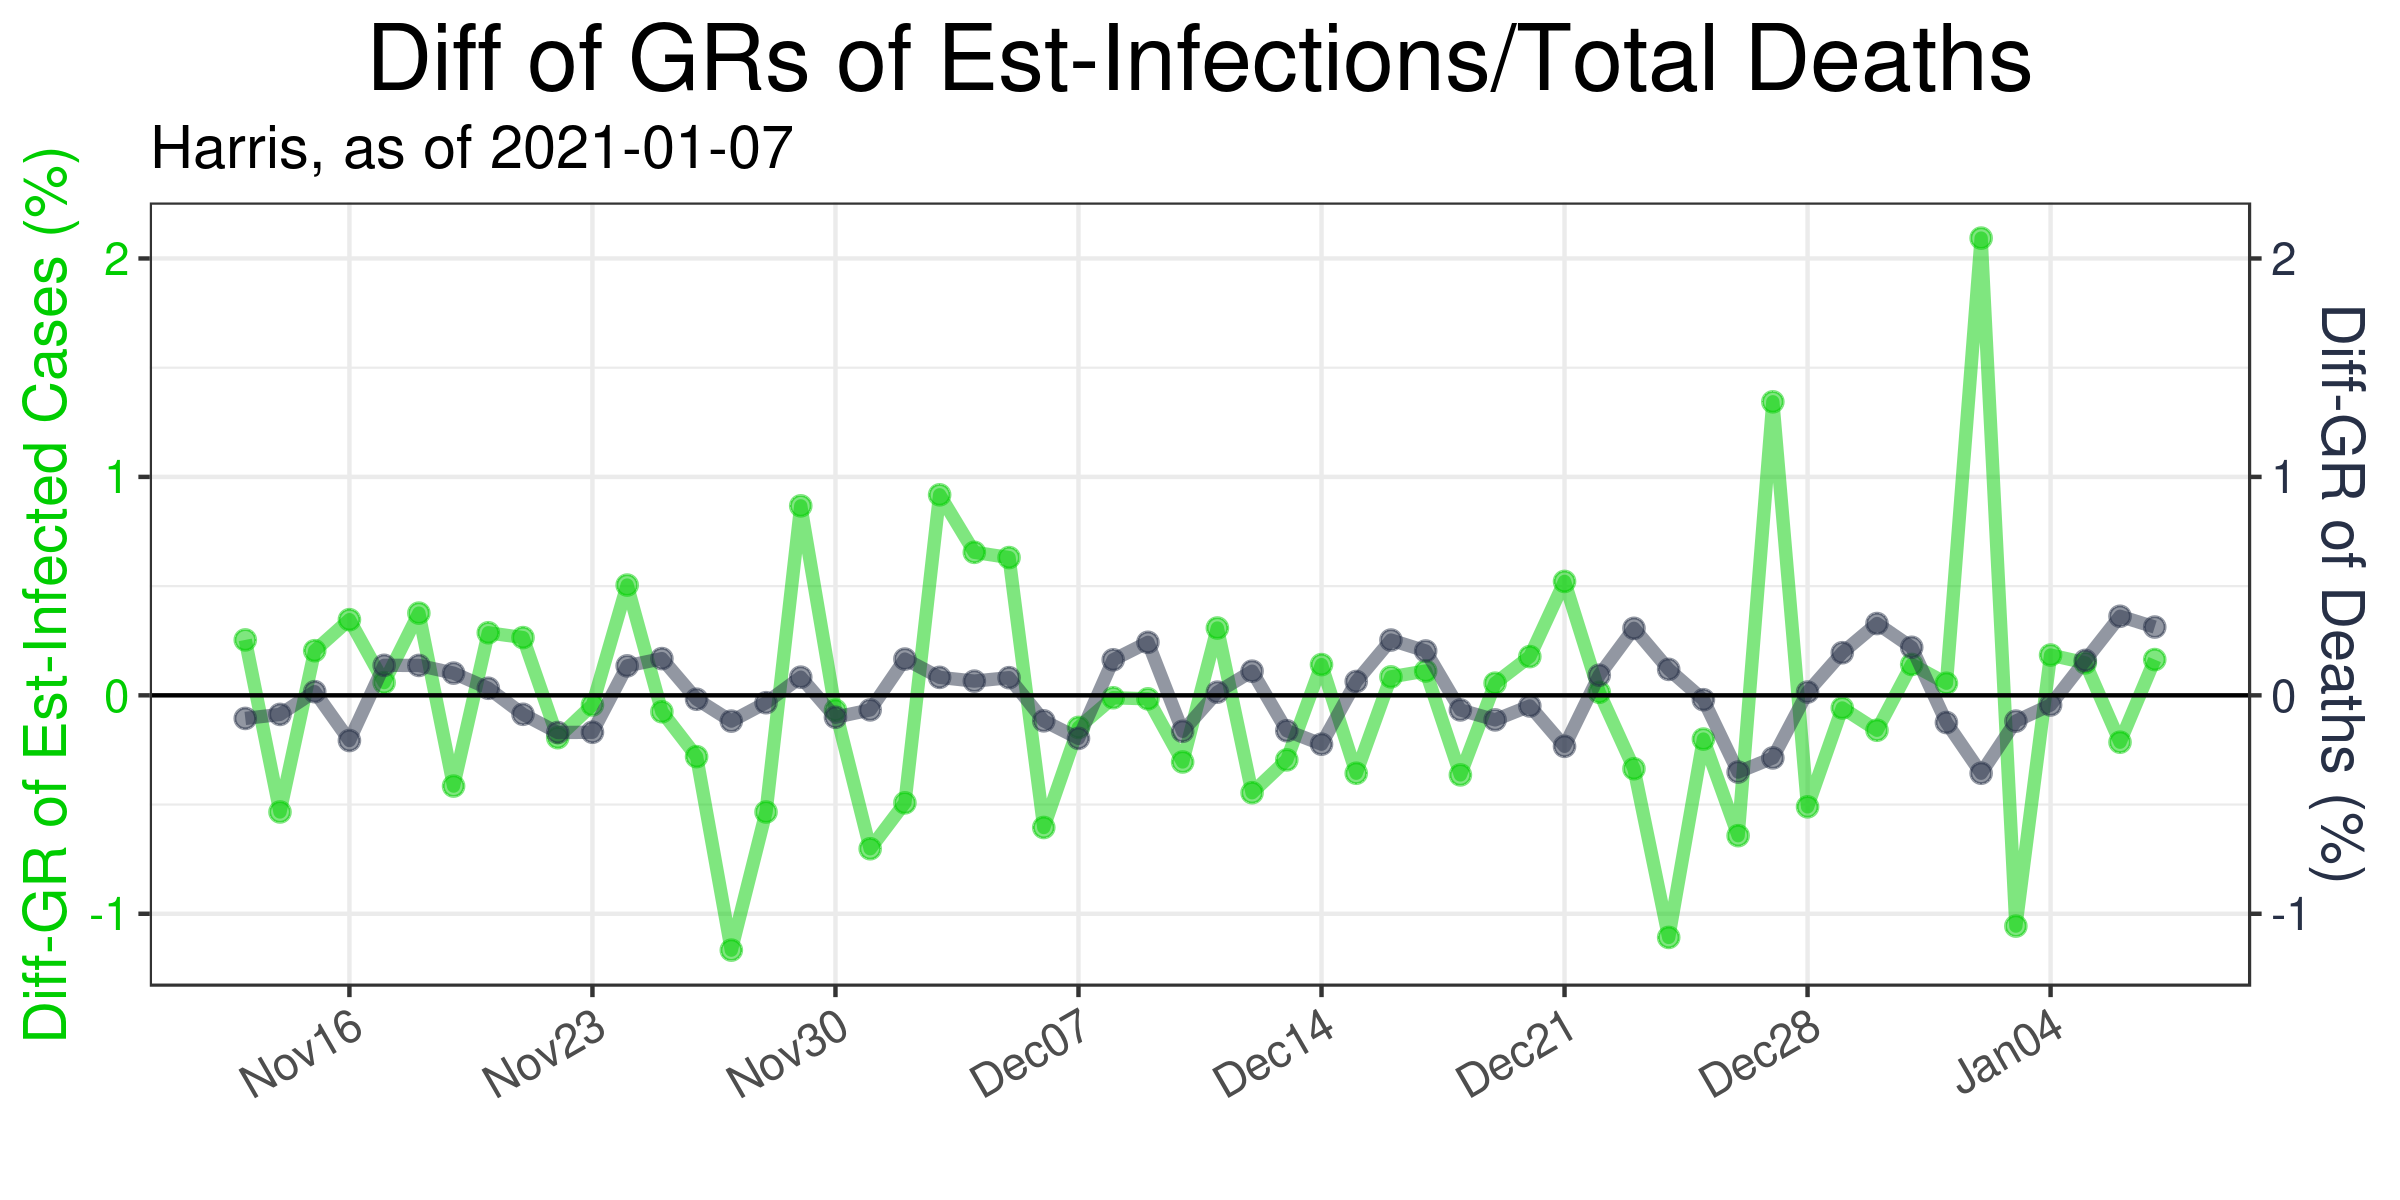 Diff of GRs of Est-Infections/Total Deaths
Harris, as of 2021-01-07
Diff-GR of Est-Infected Cases (%)
2
1
0
-1
2
1
0
-1
Diff-GR of Deaths (%)
Nov16
Nov23
Nov30
Dec07
Dec14
Dec21
Dec28
Jan04